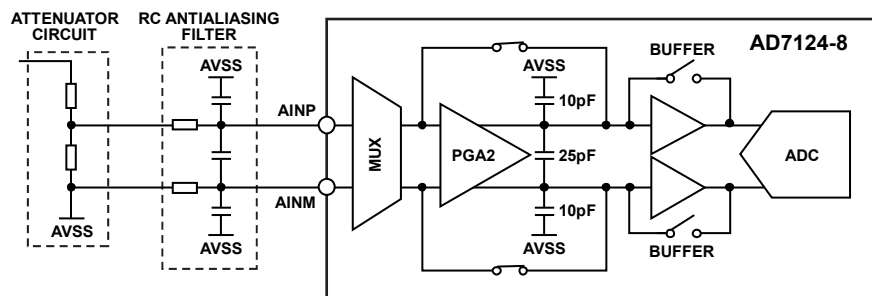 ATTENUATOR
CIRCUIT
RC ANTIALIASING
FILTER
AD7124-8
BUFFER
AVSS
AVSS
10pF
AINP
MUX
PGA2
25pF
ADC
AINM
10pF
AVSS
AVSS
AVSS
BUFFER